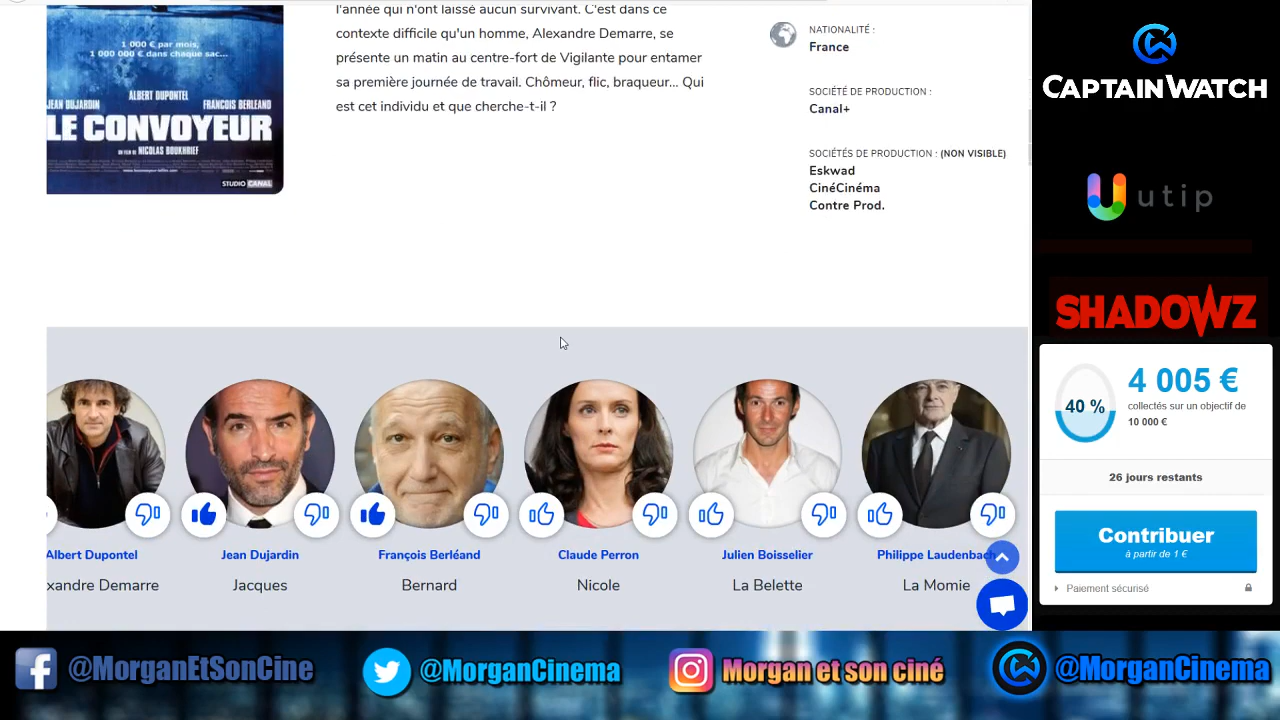 l'année qui n'ont laissé aucun survivant. C'est dans ce
contexte difficile qu'un homme, Alexandre Demarre, se
présente un matin au centre-fort de Vigilante pour entamer
sa première journée de travail. Chômeur, flic, braqueur... Qui
est cet individu et que cherche-t-il ?
1 000 € par mois,
1 000 000 € dans chaque sac...
ALBERT DUPONTEL
JEAN DUJARDIN
FRANÇOIS BERLEAND
LE CONVOYEUR
UN FILM DE NICOLAS BOUKHRIEF
STUDIO CANAL
NATIONALITÉ :
France
SOCIÉTÉ DE PRODUCTION :
Canal+
SOCIÉTÉS DE PRODUCTION : (NON VISIBLE)
Eskwad
CinéCinéma
Contre Prod.
Albert Dupontel
xandre Demarre
Jean Dujardin
Jacques
François Berléand
Bernard
Claude Perron
Nicole
Julien Boisselier
La Belette
Philippe Laudenbach
La Momie
CAPTAINWATCH
utip
SHADOWZ
40 %
4 005 €
collectés sur un objectif de
10 000 €
26 jours restants
Contribuer
à partir de 1 €
Paiement sécurisé
@MorganEtSonCine
@MorganCinema
Morgan et son ciné
@MorganCinema